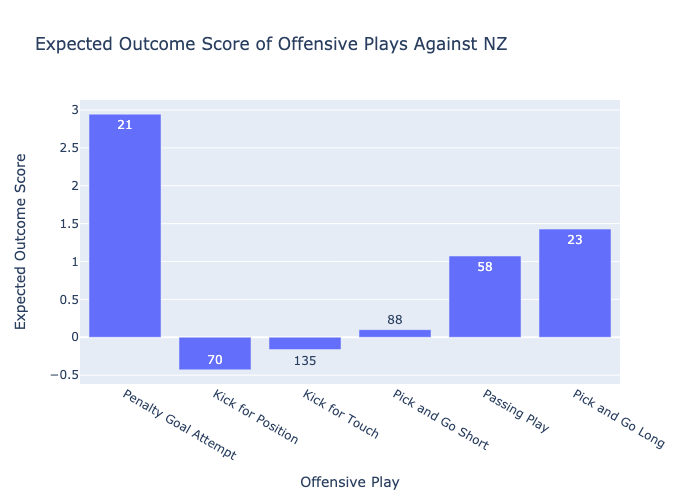 Expected Outcome Score of Offensive Plays Against NZ
Expected Outcome Score
3
2.5
2
1.5
1
0.5
0
−0.5
21
70
135
88
58
23
Penalty Goal Attempt
Kick for Position
Kick for Touch
Pick and Go Short
Passing Play
Pick and Go Long
Offensive Play